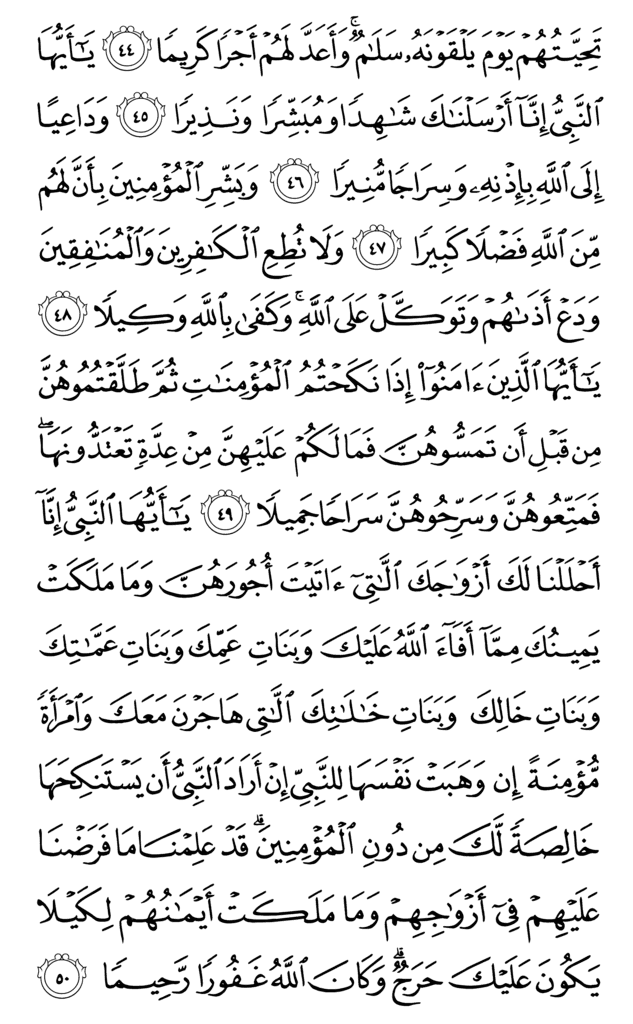 تَحِيَّتُهُمْ يَوْمَ يَلْقَوْنَهُۥ سَلَٰمٌۭ ۚ وَأَعَدَّ لَهُمْ أَجْرًۭا كَرِيمًۭا ٤٤ يَٰٓأَيُّهَا
ٱلنَّبِىُّ إِنَّآ أَرْسَلْنَٰكَ شَٰهِدًۭا وَمُبَشِّرًۭا وَنَذِيرًۭا ٤٥ وَدَاعِيًا
إِلَى ٱللَّهِ بِإِذْنِهِۦ وَسِرَاجًۭا مُّنِيرًۭا ٤٦ وَبَشِّرِ ٱلْمُؤْمِنِينَ بِأَنَّ لَهُم
مِّنَ ٱللَّهِ فَضْلًۭا كَبِيرًۭا ٤٧ وَلَا تُطِعِ ٱلْكَٰفِرِينَ وَٱلْمُنَٰفِقِينَ
وَدَعْ أَذَىٰهُمْ وَتَوَكَّلْ عَلَى ٱللَّهِ ۚ وَكَفَىٰ بِٱللَّهِ وَكِيلًۭا ٤٨
يَٰٓأَيُّهَا ٱلَّذِينَ ءَامَنُوٓا۟ إِذَا نَكَحْتُمُ ٱلْمُؤْمِنَٰتِ ثُمَّ طَلَّقْتُمُوهُنَّ
مِن قَبْلِ أَن تَمَسُّوهُنَّ فَمَا لَكُمْ عَلَيْهِنَّ مِنْ عِدَّةٍۢ تَعْتَدُّونَهَا ۖ
فَمَتِّعُوهُنَّ وَسَرِّحُوهُنَّ سَرَاحًۭا جَمِيلًۭا ٤٩ يَٰٓأَيُّهَا ٱلنَّبِىُّ إِنَّآ
أَحْلَلْنَا لَكَ أَزْوَٰجَكَ ٱلَّٰتِىٓ ءَاتَيْتَ أُجُورَهُنَّ وَمَا مَلَكَتْ
يَمِينُكَ مِمَّآ أَفَآءَ ٱللَّهُ عَلَيْكَ وَبَنَاتِ عَمِّكَ وَبَنَاتِ عَمَّٰتِكَ
وَبَنَاتِ خَالِكَ وَبَنَاتِ خَٰلَٰتِكَ ٱلَّٰتِى هَاجَرْنَ مَعَكَ وَٱمْرَأَةًۭ
مُّؤْمِنَةً إِن وَهَبَتْ نَفْسَهَا لِلنَّبِىِّ إِنْ أَرَادَ ٱلنَّبِىُّ أَن يَسْتَنكِحَهَا
خَالِصَةًۭ لَّكَ مِن دُونِ ٱلْمُؤْمِنِينَ ۗ قَدْ عَلِمْنَا مَا فَرَضْنَا
عَلَيْهِمْ فِىٓ أَزْوَٰجِهِمْ وَمَا مَلَكَتْ أَيْمَٰنُهُمْ لِكَيْلَا
يَكُونَ عَلَيْكَ حَرَجٌۭ ۗ وَكَانَ ٱللَّهُ غَفُورًۭا رَّحِيمًۭا ٥٠